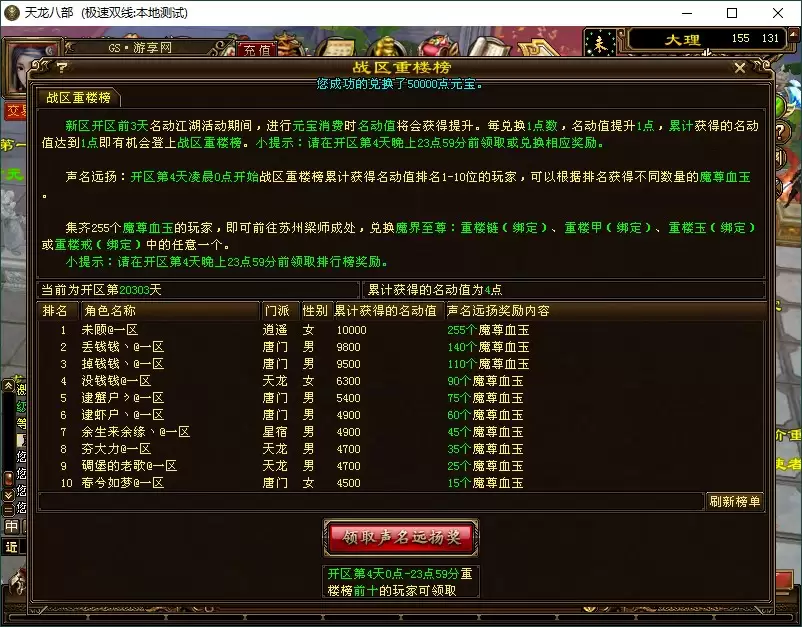 天龙八部 (极速双线:本地测试)
GS·游享网
充值
未
大理
155 131
?
战区重楼榜
您成功的兑换了50000点元宝。
交易
战区重楼榜
新区开区前3天名动江湖活动期间，进行元宝消费时名动值将会获得提升。每兑换1点数，名动值提升1点，累计获得的名动
值达到1点即有机会登上战区重楼榜。小提示：请在开区第4天晚上23点59分前领取或兑换相应奖励。
第一
声名远扬：开区第4天凌晨0点开始战区重楼榜累计获得名动值排名1-10位的玩家，可以根据排名获得不同数量的魔尊血玉
。
集齐255个魔尊血玉的玩家，即可前往苏州梁师成处，兑换魔界至尊：重楼链（绑定）、重楼甲（绑定）、重楼玉（绑定）
或重楼戒（绑定）中的任意一个。
小提示：请在开区第4天晚上23点59分前领取排行榜奖励。
当前为开区第20303天 累计获得的名动值为4点
排名 角色名称 门派 性别 累计获得的名动值 声名远扬奖励内容
1 未顾@一区 逍遥 女 10000 255个魔尊血玉
2 丢钱钱丶@一区 唐门 男 9800 140个魔尊血玉
3 掉钱钱丶@一区 唐门 男 9500 110个魔尊血玉
4 没钱钱@一区 天龙 女 6300 90个魔尊血玉
5 逮蟹户冫@一区 唐门 男 5400 75个魔尊血玉
6 逮虾户丶@一区 唐门 男 4900 60个魔尊血玉
7 余生来余缘丶@一区 星宿 男 4900 45个魔尊血玉
8 夯大力@一区 天龙 男 4700 35个魔尊血玉
9 碉堡的老歌@一区 天龙 男 4700 25个魔尊血玉
10 春兮如梦@一区 唐门 女 4500 15个魔尊血玉
刷新榜单
甲
近
领取声名远扬奖
开区第4天0点-23点59分重
楼榜前十的玩家可领取